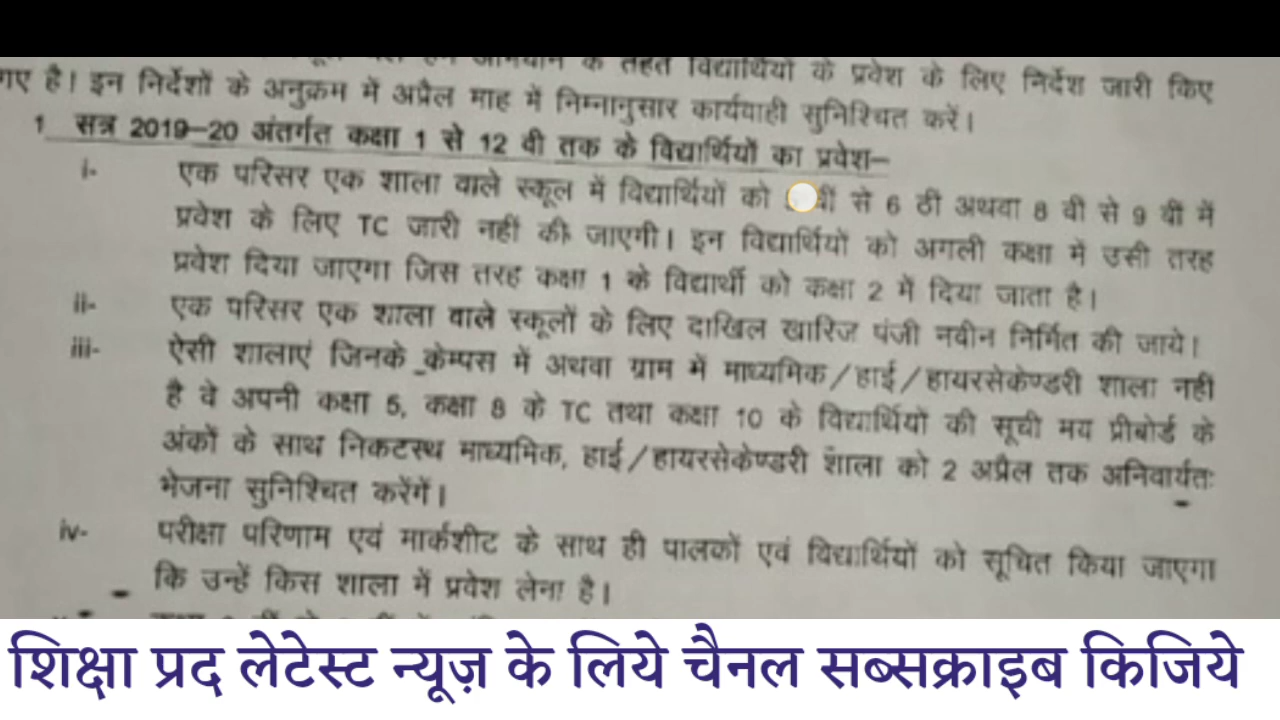 के तहत विद्यार्थियों के प्रवेश के लिए निर्देश जारी किए
गए है। इन निर्देशों के अनुक्रम में अप्रैल माह में निम्नानुसार कार्यवाही सुनिश्चित करें।
1 सत्र 2019–20 अंतर्गत कक्षा 1 से 12 वी तक के विद्यार्थियों का प्रवेश–
i- एक परिसर एक शाला वाले स्कूल में विद्यार्थियों को वीं से 6 ठी अथवा 8 वी से 9 वीं में
प्रवेश के लिए TC जारी नहीं की जाएगी। इन विद्यार्थियों को अगली कक्षा में उसी तरह
प्रवेश दिया जाएगा जिस तरह कक्षा 1 के विद्यार्थी को कक्षा 2 में दिया जाता है।
ii- एक परिसर एक शाला वाले स्कूलों के लिए दाखिल खारिज पंजी नवीन निर्मित की जाये।
iii- ऐसी शालाएं जिनके केम्पस में अथवा ग्राम में माध्यमिक/हाई/हायरसेकेण्डरी शाला नही
है वे अपनी कक्षा 5, कक्षा 8 के TC तथा कक्षा 10 के विद्यार्थियों की सूची मय प्रीबोर्ड के
अंकों के साथ निकटस्थ माध्यमिक, हाई/हायरसेकेण्डरी शाला को 2 अप्रैल तक अनिवार्यतः
भेजना सुनिश्चित करेंगें।
iv- परीक्षा परिणाम एवं मार्कशीट के साथ ही पालकों एवं विद्यार्थियों को सूचित किया जाएगा
कि उन्हें किस शाला में प्रवेश लेना है।
शिक्षा प्रद लेटेस्ट न्यूज़ के लिये चैनल सब्सक्राइब किजिये